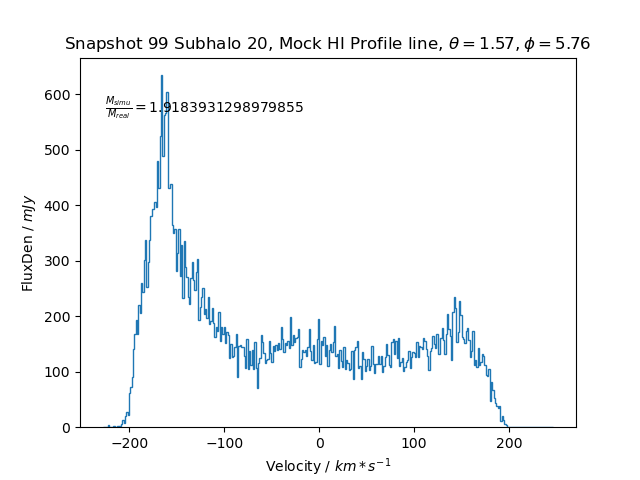 Snapshot 99 Subhalo 20, Mock HI Profile line, θ = 1.57, ϕ = 5.76
M_simu/M_real = 1.9183931298979855
FluxDen / mJy
600
500
400
300
200
100
0
−200 −100 0 100 200
Velocity / km * s⁻¹